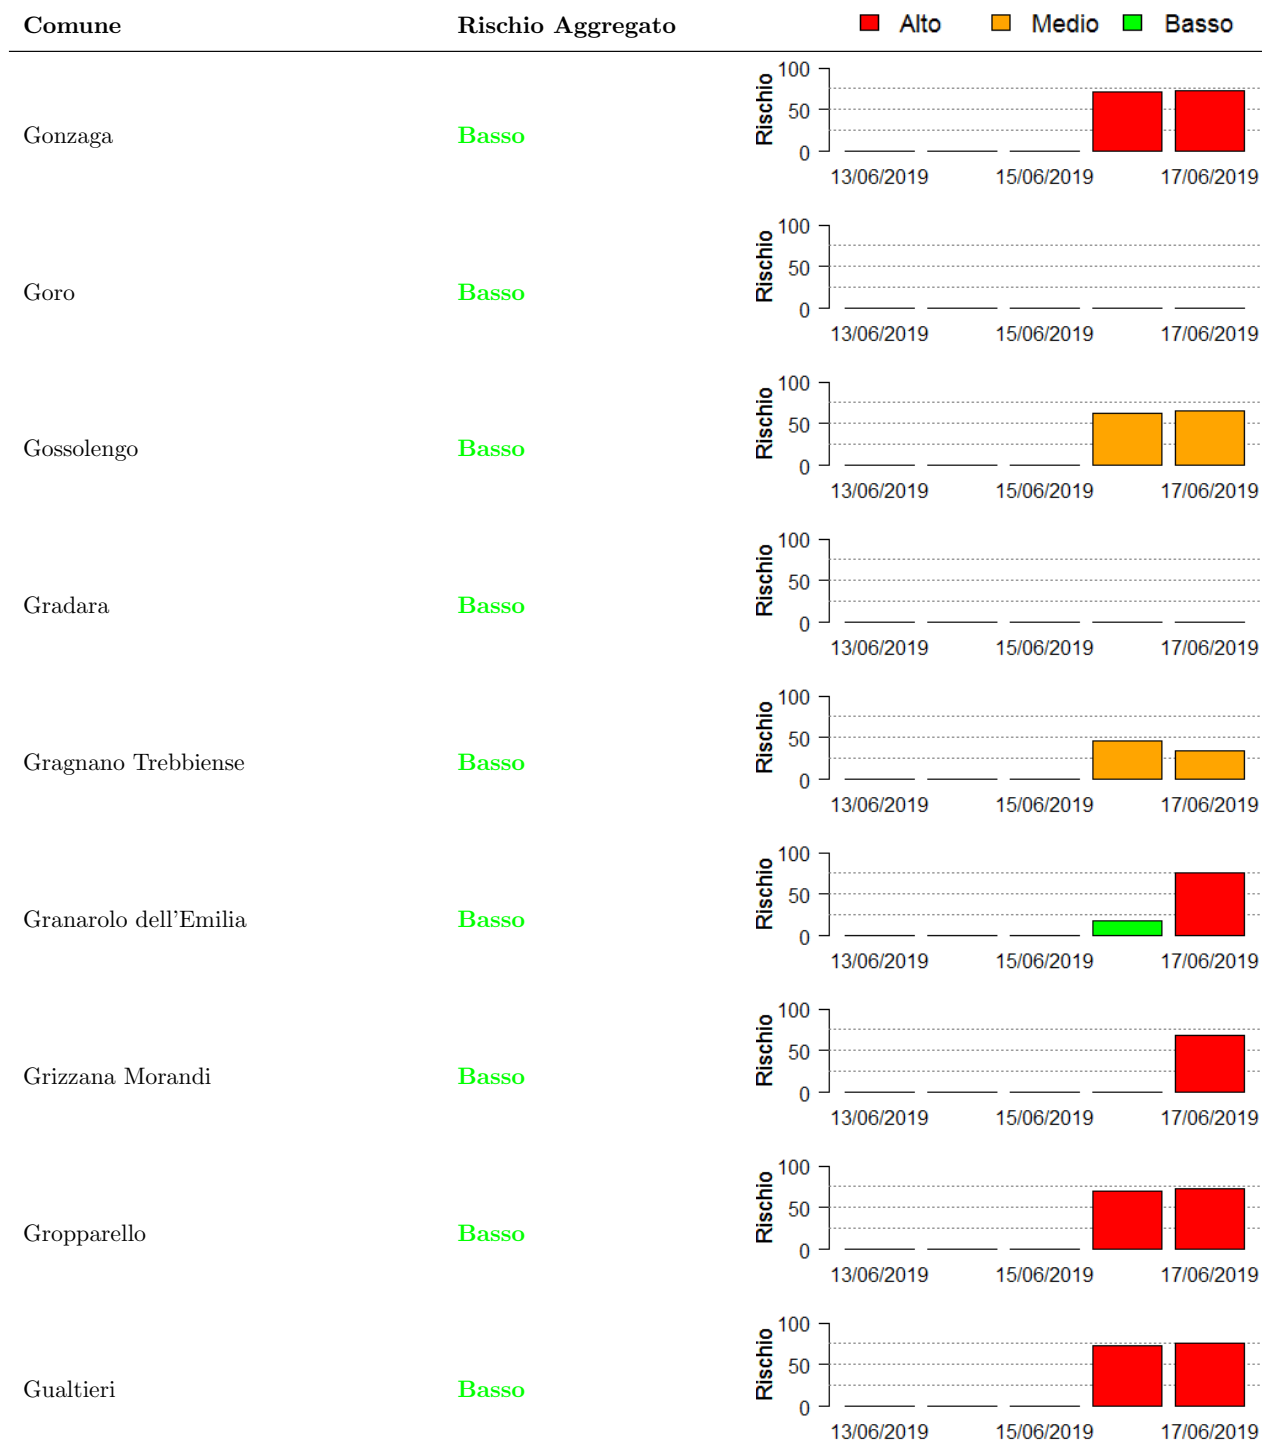 Comune Rischio Aggregato Alto Medio Basso
Gonzaga Basso
Rischio
100
50
0
13/06/2019 15/06/2019 17/06/2019
Goro Basso
Rischio
100
50
0
13/06/2019 15/06/2019 17/06/2019
Gossolengo Basso
Rischio
100
50
0
13/06/2019 15/06/2019 17/06/2019
Gradara Basso
Rischio
100
50
0
13/06/2019 15/06/2019 17/06/2019
Gragnano Trebbiense Basso
Rischio
100
50
0
13/06/2019 15/06/2019 17/06/2019
Granarolo dell'Emilia Basso
Rischio
100
50
0
13/06/2019 15/06/2019 17/06/2019
Grizzana Morandi Basso
Rischio
100
50
0
13/06/2019 15/06/2019 17/06/2019
Gropparello Basso
Rischio
100
50
0
13/06/2019 15/06/2019 17/06/2019
Gualtieri Basso
Rischio
100
50
0
13/06/2019 15/06/2019 17/06/2019